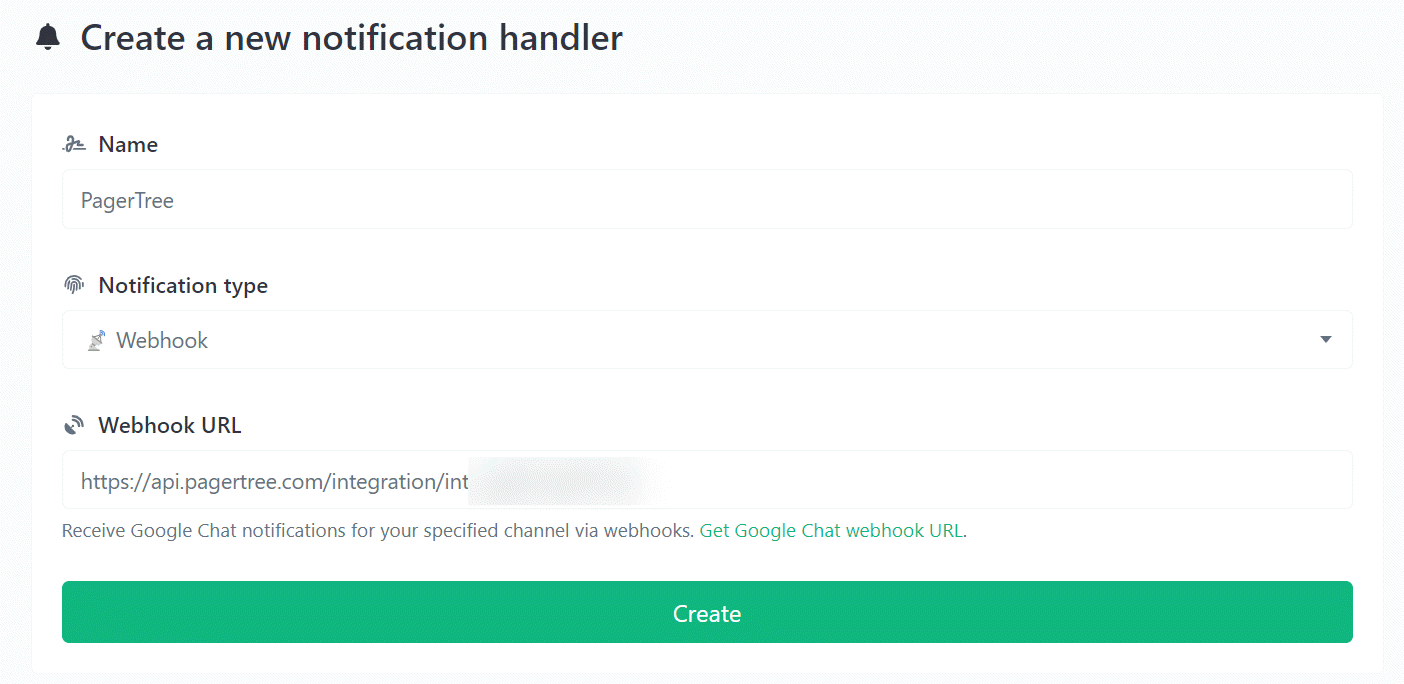 Create a new notification handler
Name
PagerTree
Notification type
Webhook
Webhook URL
https://api.pagertree.com/integration/int
Receive Google Chat notifications for your specified channel via webhooks. Get Google Chat webhook URL.
Create